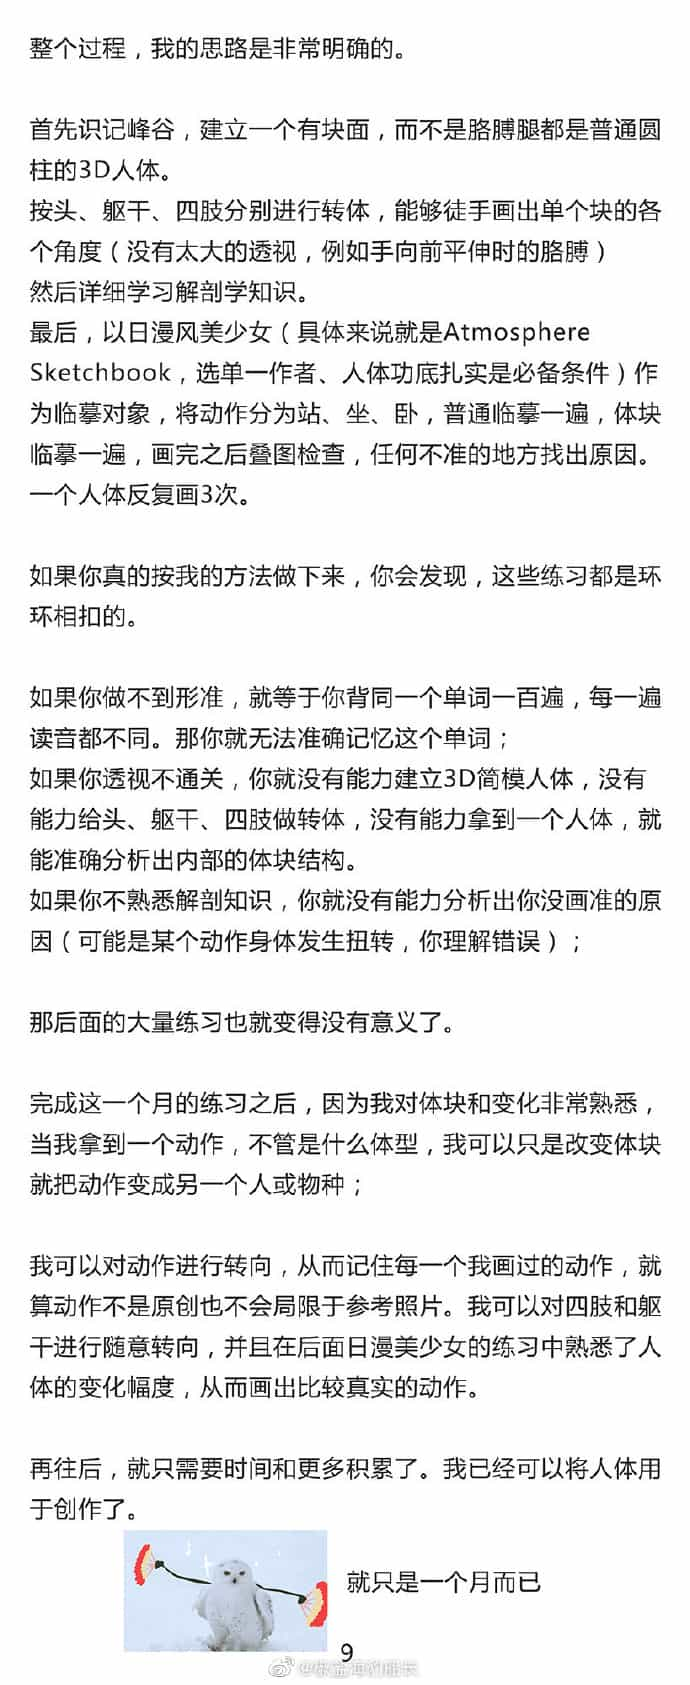 整个过程，我的思路是非常明确的。
首先识记峰谷，建立一个有块面，而不是胳膊腿都是普通圆
柱的3D人体。
按头、躯干、四肢分别进行转体，能够徒手画出单个块的各
个角度（没有太大的透视，例如手向前平伸时的胳膊）
然后详细学习解剖学知识。
最后，以日漫风美少女（具体来说就是Atmosphere
Sketchbook，选单一作者、人体功底扎实是必备条件）作
为临摹对象，将动作分为站、坐、卧，普通临摹一遍，体块
临摹一遍，画完之后叠图检查，任何不准的地方找出原因。
一个人体反复画3次。
如果你真的按我的方法做下来，你会发现，这些练习都是环
环相扣的。
如果你做不到形准，就等于你背同一个单词一百遍，每一遍
读音都不同。那你就无法准确记忆这个单词；
如果你透视不通关，你就没有能力建立3D简模人体，没有
能力给头、躯干、四肢做转体，没有能力拿到一个人体，就
能准确分析出内部的体块结构。
如果你不熟悉解剖知识，你就没有能力分析出你没画准的原
因（可能是某个动作身体发生扭转，你理解错误）；
那后面的大量练习也就变得没有意义了。
完成这一个月的练习之后，因为我对体块和变化非常熟悉，
当我拿到一个动作，不管是什么体型，我可以只是改变体块
就把动作变成另一个人或物种；
我可以对动作进行转向，从而记住每一个我画过的动作，就
算动作不是原创也不会局限于参考照片。我可以对四肢和躯
干进行随意转向，并且在后面日漫美少女的练习中熟悉了人
体的变化幅度，从而画出比较真实的动作。
再往后，就只需要时间和更多积累了。我已经可以将人体用
于创作了。
就只是一个月而已
9